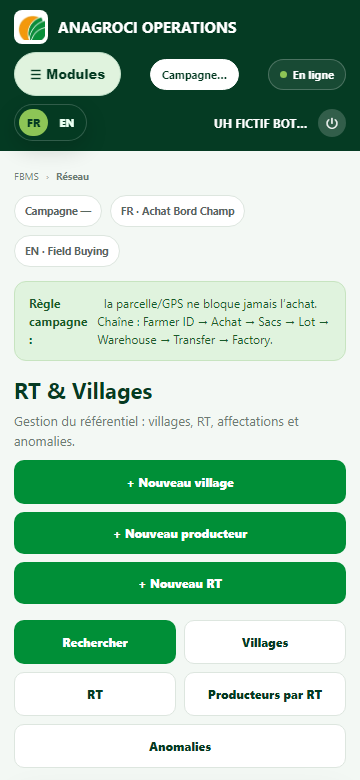 ANAGROCI OPERATIONS
☰ Modules
Campagne...
En ligne
FR
EN
UH FICTIF BOT...
FBMS › Réseau
Campagne —
FR · Achat Bord Champ
EN · Field Buying
Règle campagne :
la parcelle/GPS ne bloque jamais l'achat.
Chaîne : Farmer ID → Achat → Sacs → Lot →
Warehouse → Transfer → Factory.
RT & Villages
Gestion du référentiel : villages, RT, affectations et
anomalies.
+ Nouveau village
+ Nouveau producteur
+ Nouveau RT
Rechercher
Villages
RT
Producteurs par RT
Anomalies